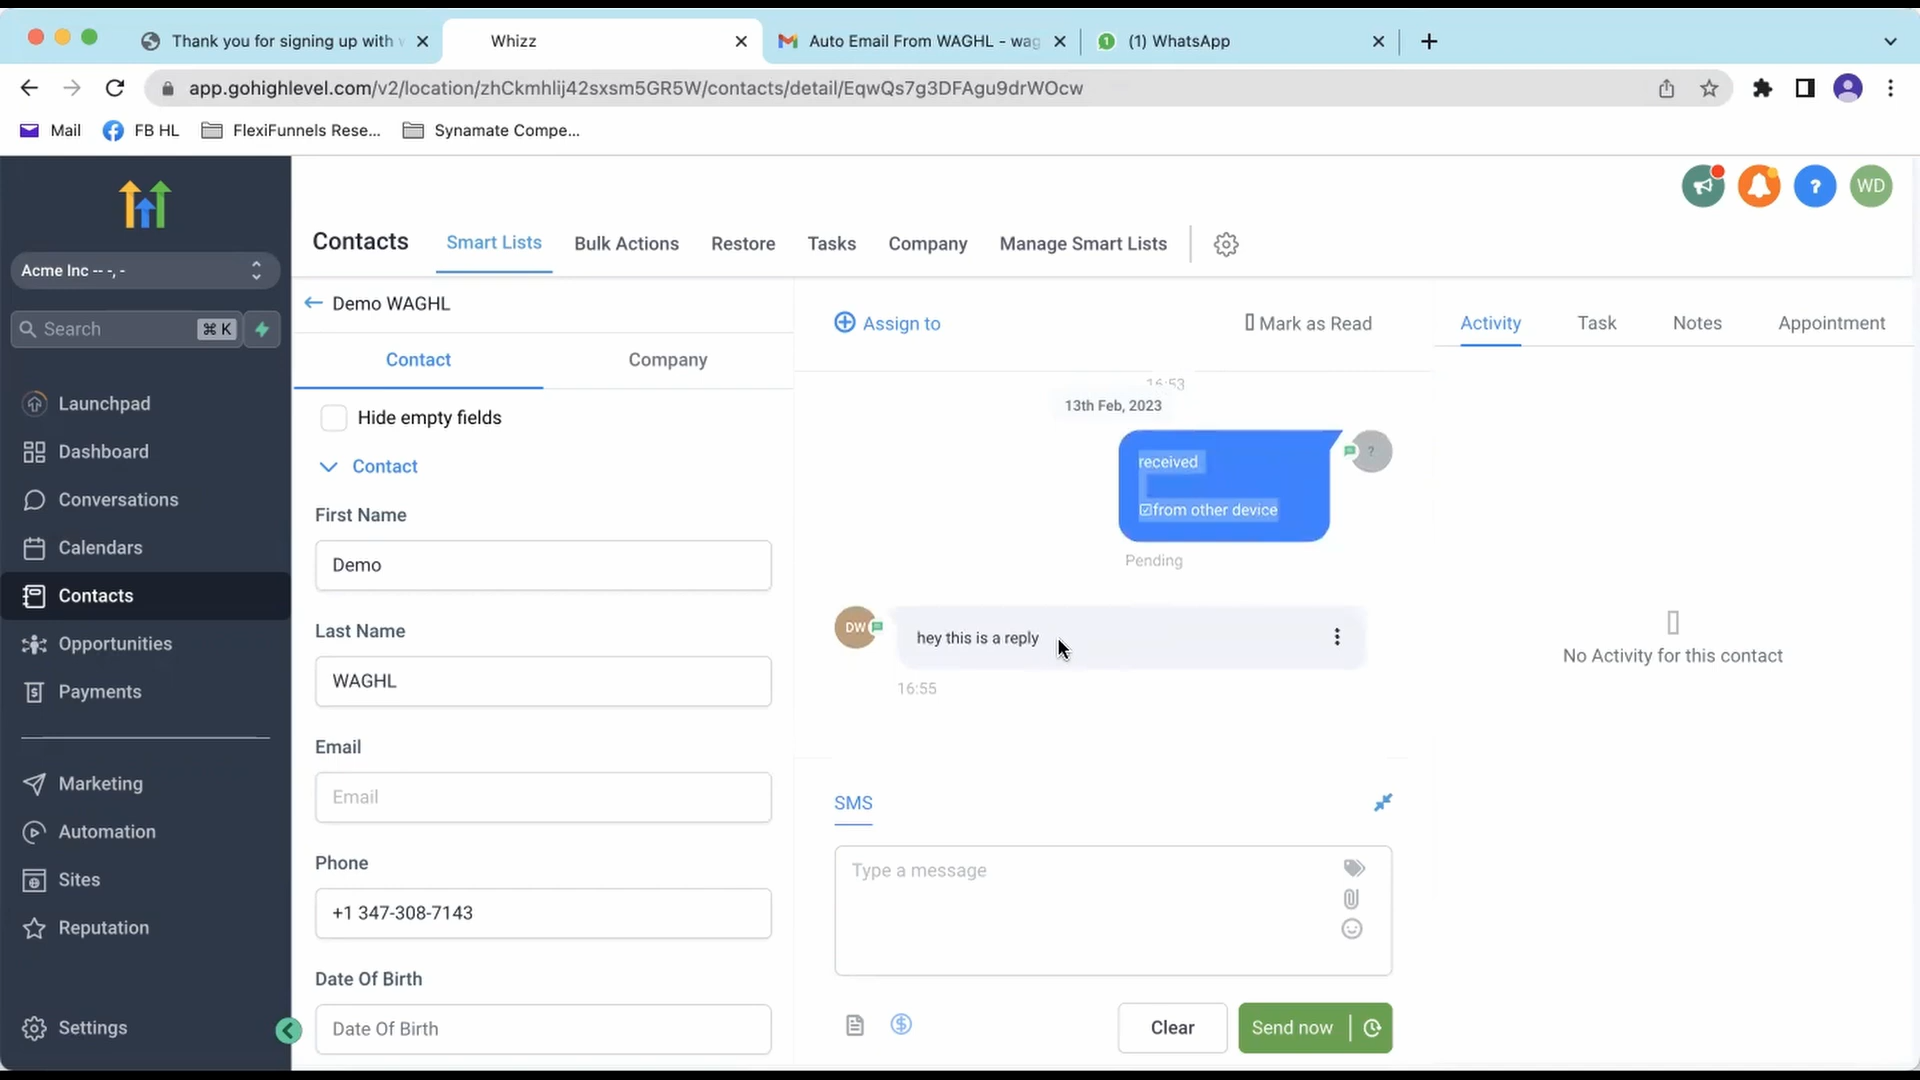 Thank you for signing up with
Whizz
Auto Email From WAGHL - wag
1
(1) WhatsApp
app.gohighlevel.com/v2/location/zhCkmhlij42sxsm5GR5W/contacts/detail/EqwQs7g3DFAgu9drWOcw
Mail
FB HL
FlexiFunnels Rese...
Synamate Compe...
?
WD
Contacts
Smart Lists
Bulk Actions
Restore
Tasks
Company
Manage Smart Lists
Acme Inc -- -, -
Search
⌘ K
Launchpad
Dashboard
Conversations
Calendars
Contacts
Opportunities
Payments
Marketing
Automation
Sites
Reputation
Settings
Demo WAGHL
Contact
Company
Hide empty fields
Contact
First Name
Demo
Last Name
WAGHL
Email
Email
Phone
+1 347-308-7143
Date Of Birth
Date Of Birth
Assign to
Mark as Read
16:53
13th Feb, 2023
received
☑from other device
?
Pending
DW
hey this is a reply
16:55
SMS
Type a message
Clear
Send now
Activity
Task
Notes
Appointment
No Activity for this contact